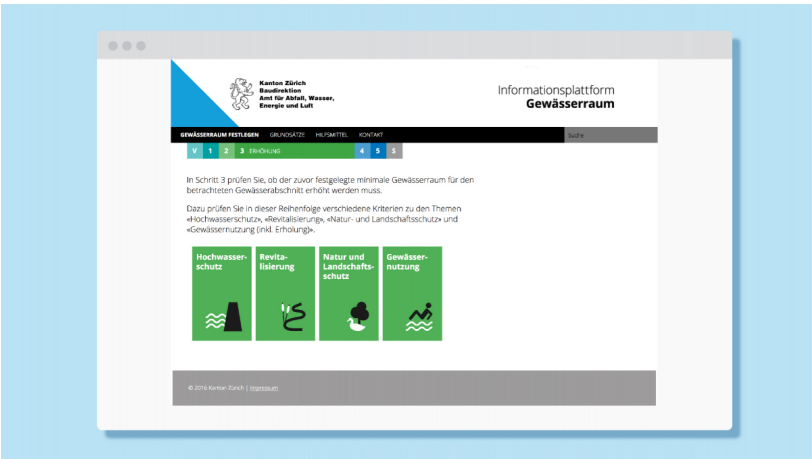 Kanton Zürich
Baudirektion
Amt für Abfall, Wasser,
Energie und Luft
Informationsplattform
Gewässerraum
GEWÄSSERRAUM FESTLEGEN GRUNDSÄTZE HILFSMITTEL KONTAKT Suche
V 1 2 3 ERHÖHUNG 4 5 S
In Schritt 3 prüfen Sie, ob der zuvor festgelegte minimale Gewässerraum für den
betrachteten Gewässerabschnitt erhöht werden muss.
Dazu prüfen Sie in dieser Reihenfolge verschiedene Kriterien zu den Themen
«Hochwasserschutz», «Revitalisierung», «Natur- und Landschaftsschutz» und
«Gewässernutzung (inkl. Erholung)».
Hochwasser-
schutz
Revita-
lisierung
Natur und
Landschafts-
schutz
Gewässer-
nutzung
© 2016 Kanton Zürich | Impressum